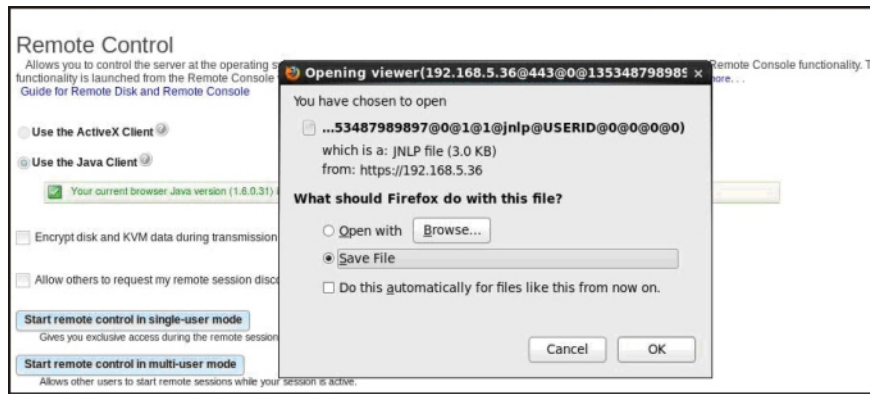 Remote Control
Allows you to control the server at the operating s
Remote Console functionality. T
functionality is launched from the Remote Console
ore. . .
Guide for Remote Disk and Remote Console
Use the ActiveX Client
Use the Java Client
Your current browser Java version (1.6.0.31)
Encrypt disk and KVM data during transmission
Allow others to request my remote session disc
Start remote control in single-user mode
Gives you exclusive access during the remote session
Start remote control in multi-user mode
Allows other users to start remote sessions while your session is active.
Opening viewer(192.168.5.36@443@0@1353487989
You have chosen to open
...53487989897@0@1@1@jnlp@USERID@0@0@0@0)
which is a: JNLP file (3.0 KB)
from: https://192.168.5.36
What should Firefox do with this file?
Open with Browse...
Save File
Do this automatically for files like this from now on.
Cancel OK